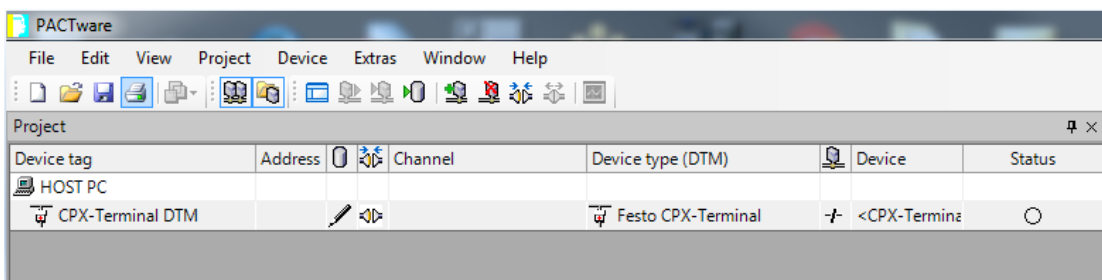 PACTware
File Edit View Project Device Extras Window Help
Project
Device tag Address Channel Device type (DTM) Device Status
HOST PC
CPX-Terminal DTM Festo CPX-Terminal <CPX-Termina